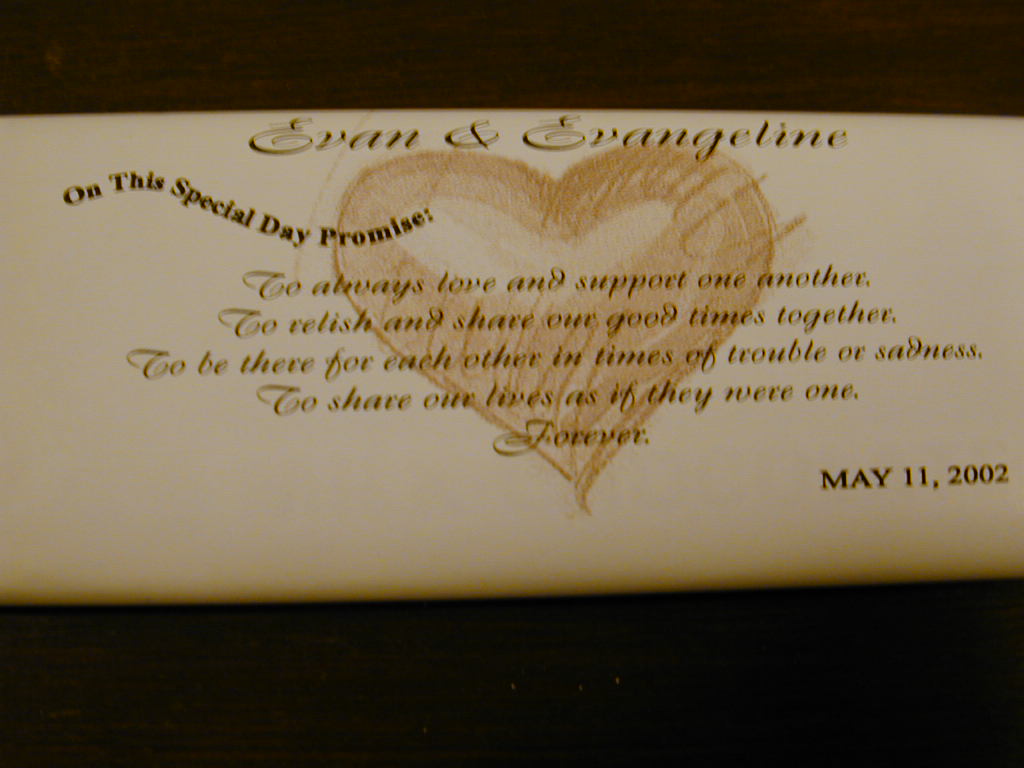 Evan & Evangeline
On This Special Day Promise:
To always love and support one another.
To relish and share our good times together.
To be there for each other in times of trouble or sadness.
To share our lives as if they were one.
Forever.
MAY 11, 2002